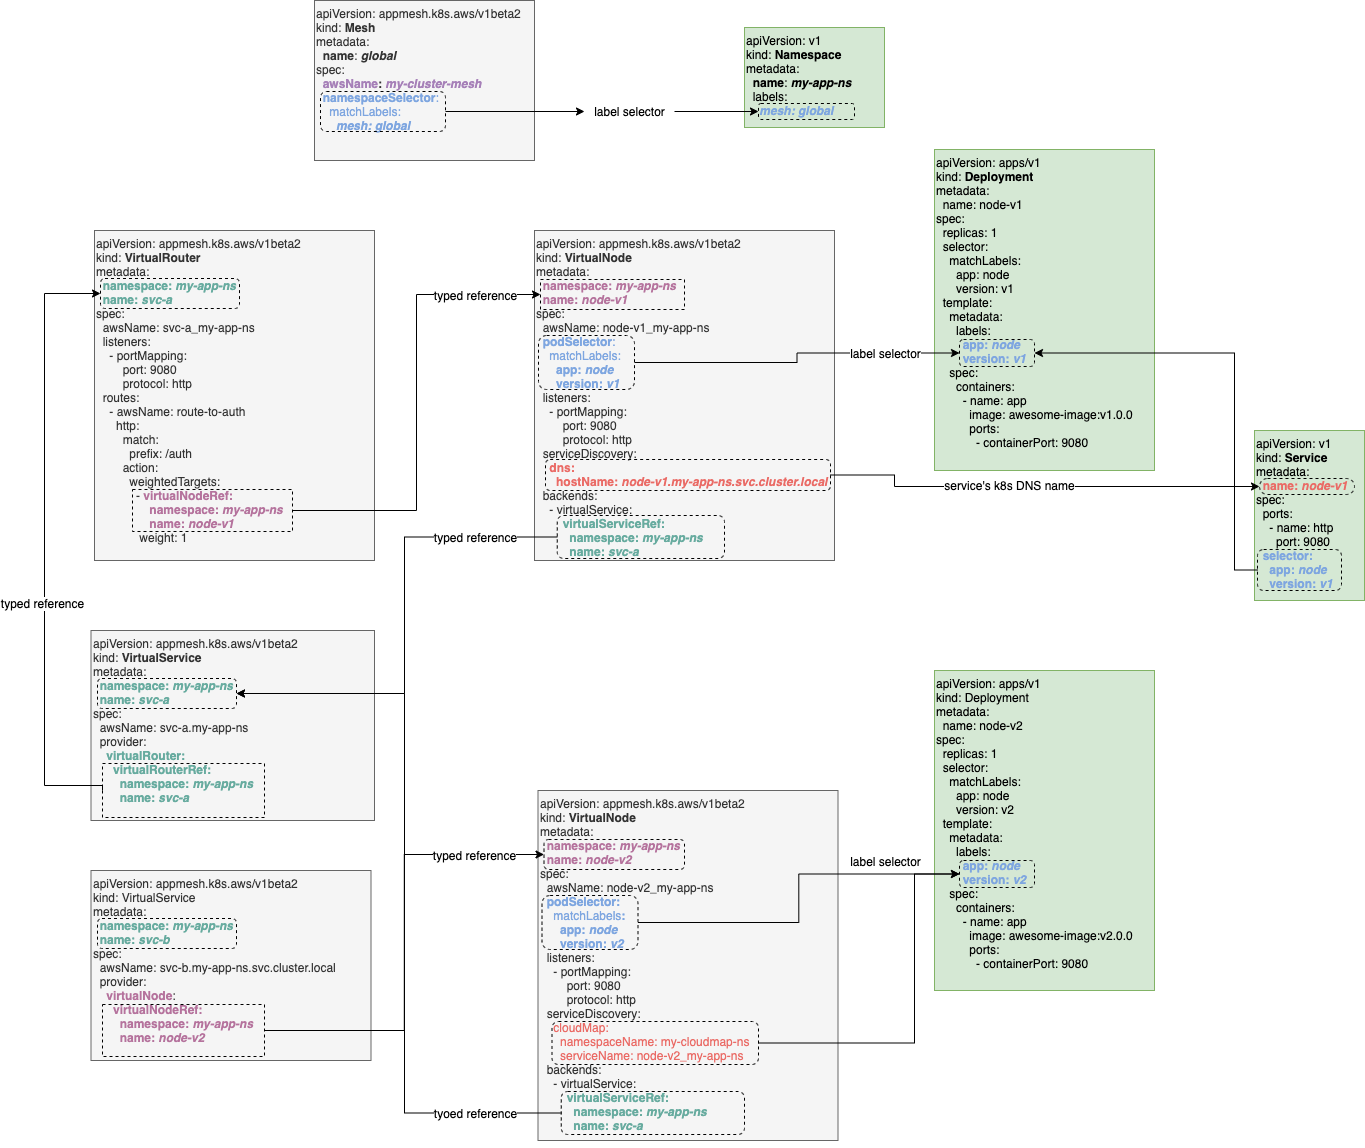 apiVersion: appmesh.k8s.aws/v1beta2
kind: Mesh
metadata:
name: global
spec:
awsName: my-cluster-mesh
namespaceSelector:
matchLabels:
mesh: global
label selector
apiVersion: v1
kind: Namespace
metadata:
name: my-app-ns
labels:
mesh: global
apiVersion: appmesh.k8s.aws/v1beta2
kind: VirtualRouter
metadata:
namespace: my-app-ns
name: svc-a
spec:
awsName: svc-a_my-app-ns
listeners:
- portMapping:
port: 9080
protocol: http
routes:
- awsName: route-to-auth
http:
match:
prefix: /auth
action:
weightedTargets:
- virtualNodeRef:
namespace: my-app-ns
name: node-v1
weight: 1
typed reference
apiVersion: appmesh.k8s.aws/v1beta2
kind: VirtualNode
metadata:
namespace: my-app-ns
name: node-v1
spec:
awsName: node-v1_my-app-ns
podSelector:
matchLabels:
app: node
version: v1
listeners:
- portMapping:
port: 9080
protocol: http
serviceDiscovery:
dns:
hostName: node-v1.my-app-ns.svc.cluster.local
backends:
- virtualService:
virtualServiceRef:
namespace: my-app-ns
name: svc-a
typed reference
label selector
service's k8s DNS name
apiVersion: apps/v1
kind: Deployment
metadata:
name: node-v1
spec:
replicas: 1
selector:
matchLabels:
app: node
version: v1
template:
metadata:
labels:
app: node
version: v1
spec:
containers:
- name: app
image: awesome-image:v1.0.0
ports:
- containerPort: 9080
apiVersion: v1
kind: Service
metadata:
name: node-v1
spec:
ports:
- name: http
port: 9080
selector:
app: node
version: v1
typed reference
apiVersion: appmesh.k8s.aws/v1beta2
kind: VirtualService
metadata:
namespace: my-app-ns
name: svc-a
spec:
awsName: svc-a.my-app-ns
provider:
virtualRouter:
virtualRouterRef:
namespace: my-app-ns
name: svc-a
apiVersion: appmesh.k8s.aws/v1beta2
kind: VirtualService
metadata:
namespace: my-app-ns
name: svc-b
spec:
awsName: svc-b.my-app-ns.svc.cluster.local
provider:
virtualNode:
virtualNodeRef:
namespace: my-app-ns
name: node-v2
typed reference
apiVersion: appmesh.k8s.aws/v1beta2
kind: VirtualNode
metadata:
namespace: my-app-ns
name: node-v2
spec:
awsName: node-v2_my-app-ns
podSelector:
matchLabels:
app: node
version: v2
listeners:
- portMapping:
port: 9080
protocol: http
serviceDiscovery:
cloudMap:
namespaceName: my-cloudmap-ns
serviceName: node-v2_my-app-ns
backends:
- virtualService:
virtualServiceRef:
namespace: my-app-ns
name: svc-a
tyoed reference
label selector
apiVersion: apps/v1
kind: Deployment
metadata:
name: node-v2
spec:
replicas: 1
selector:
matchLabels:
app: node
version: v2
template:
metadata:
labels:
app: node
version: v2
spec:
containers:
- name: app
image: awesome-image:v2.0.0
ports:
- containerPort: 9080